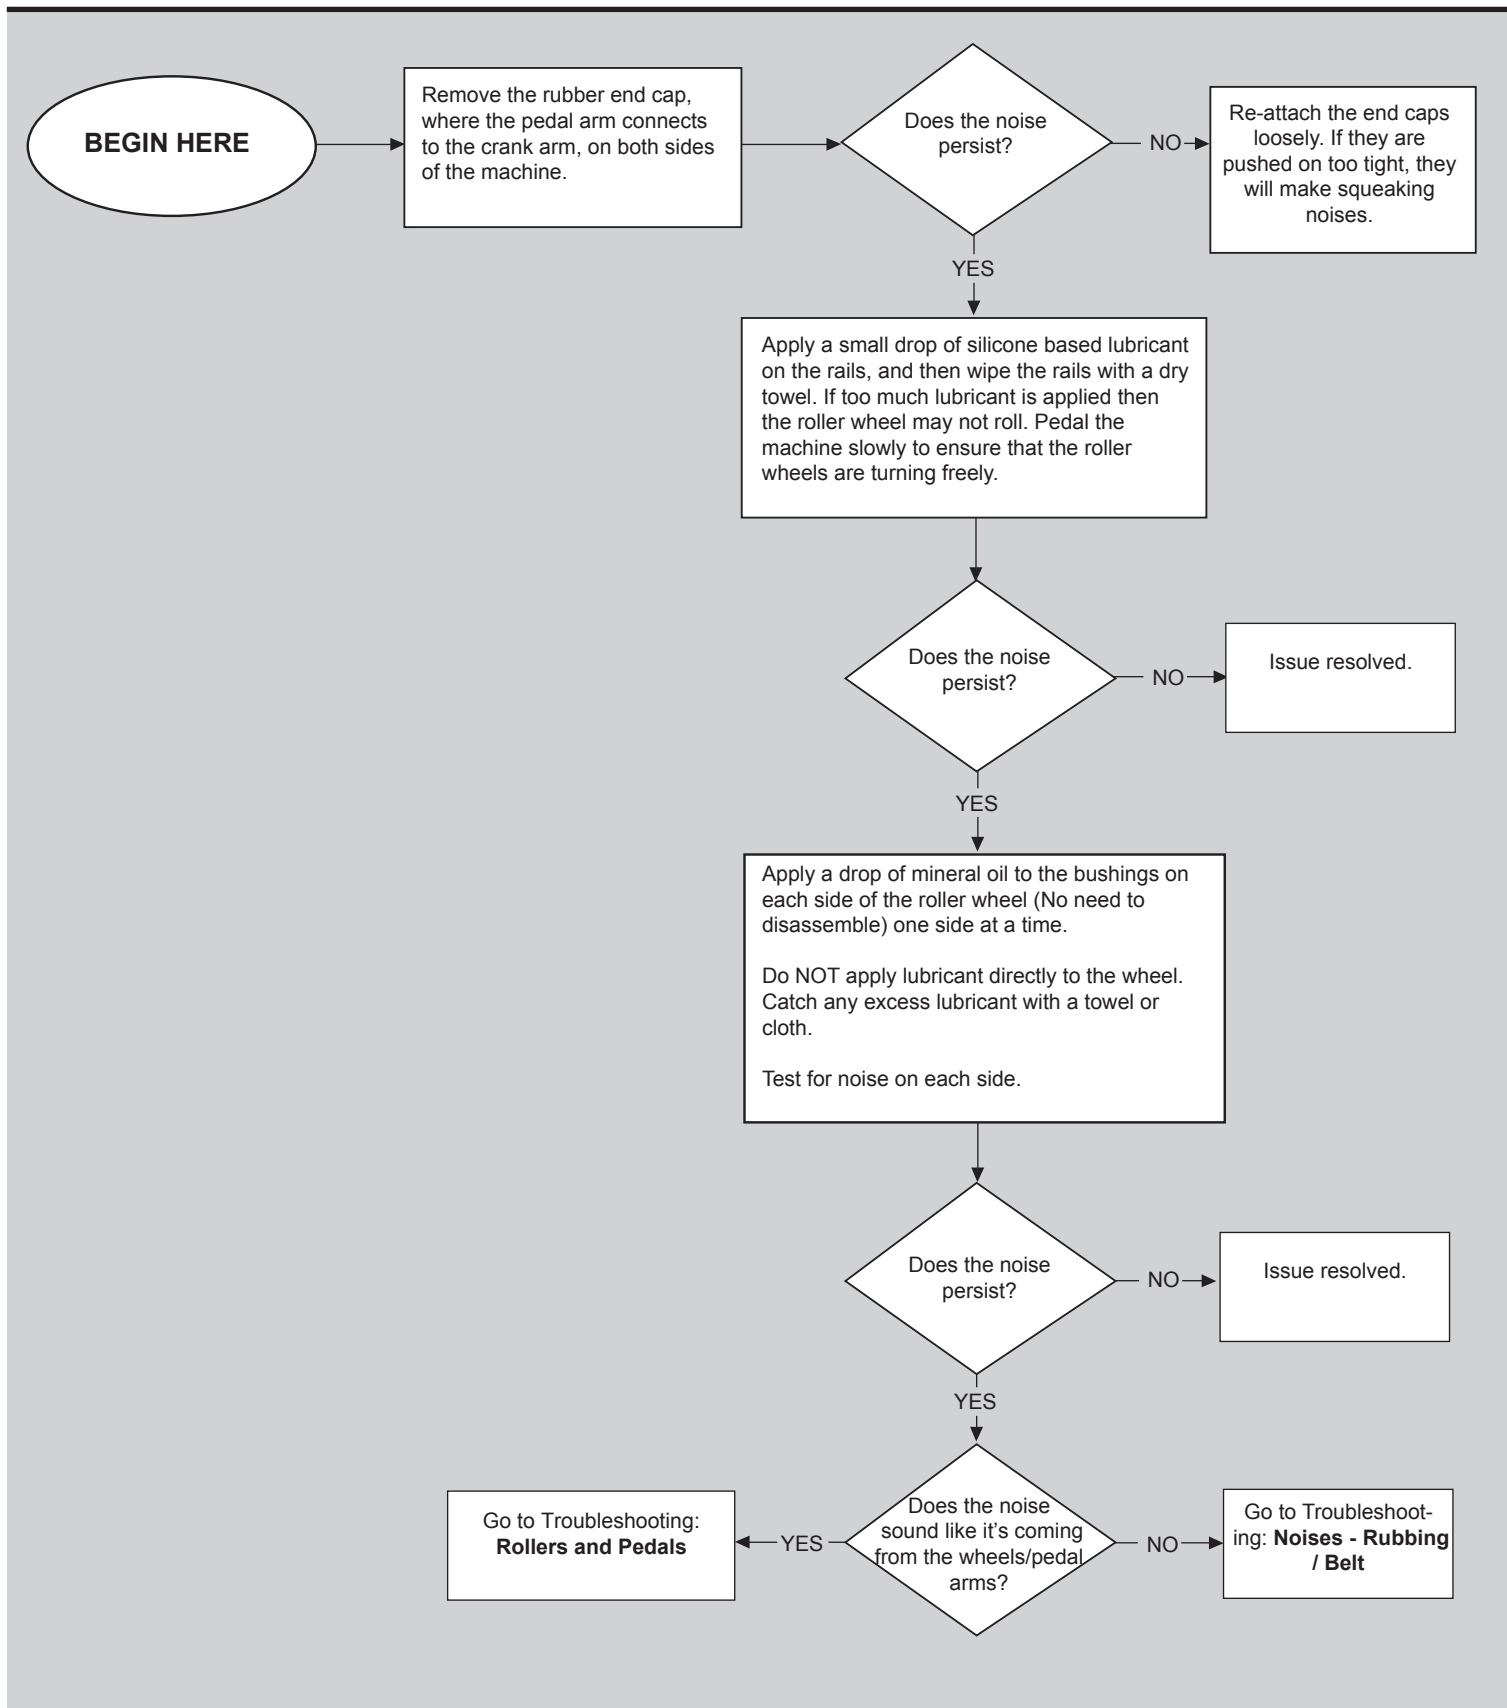 BEGIN HERE
Remove the rubber end cap,
where the pedal arm connects
to the crank arm, on both sides
of the machine.
Does the noise
persist?
NO
Re-attach the end caps
loosely. If they are
pushed on too tight, they
will make squeaking
noises.
YES
Apply a small drop of silicone based lubricant
on the rails, and then wipe the rails with a dry
towel. If too much lubricant is applied then
the roller wheel may not roll. Pedal the
machine slowly to ensure that the roller
wheels are turning freely.
Does the noise
persist?
NO
Issue resolved.
YES
Apply a drop of mineral oil to the bushings on
each side of the roller wheel (No need to
disassemble) one side at a time.
Do NOT apply lubricant directly to the wheel.
Catch any excess lubricant with a towel or
cloth.
Test for noise on each side.
Does the noise
persist?
NO
Issue resolved.
YES
Does the noise
sound like it's coming
from the wheels/pedal
arms?
YES
Go to Troubleshooting:
Rollers and Pedals
NO
Go to Troubleshoot-
ing: Noises - Rubbing
/ Belt